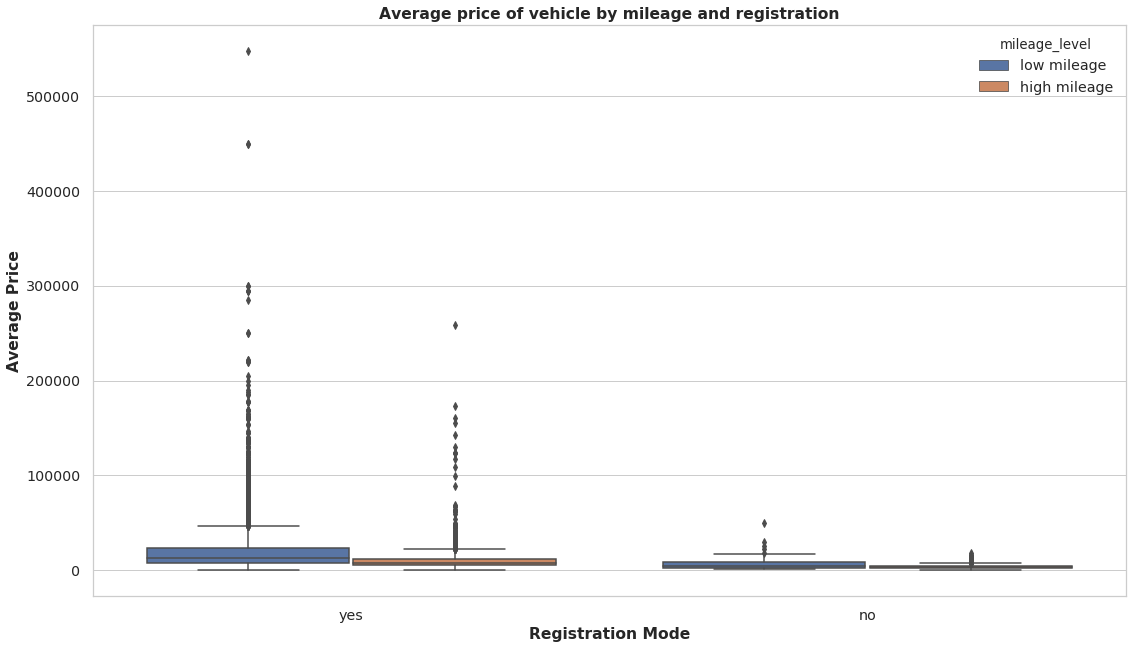 Average price of vehicle by mileage and registration
mileage_level
low mileage
high mileage
Average Price
500000
400000
300000
200000
100000
0
yes
no
Registration Mode